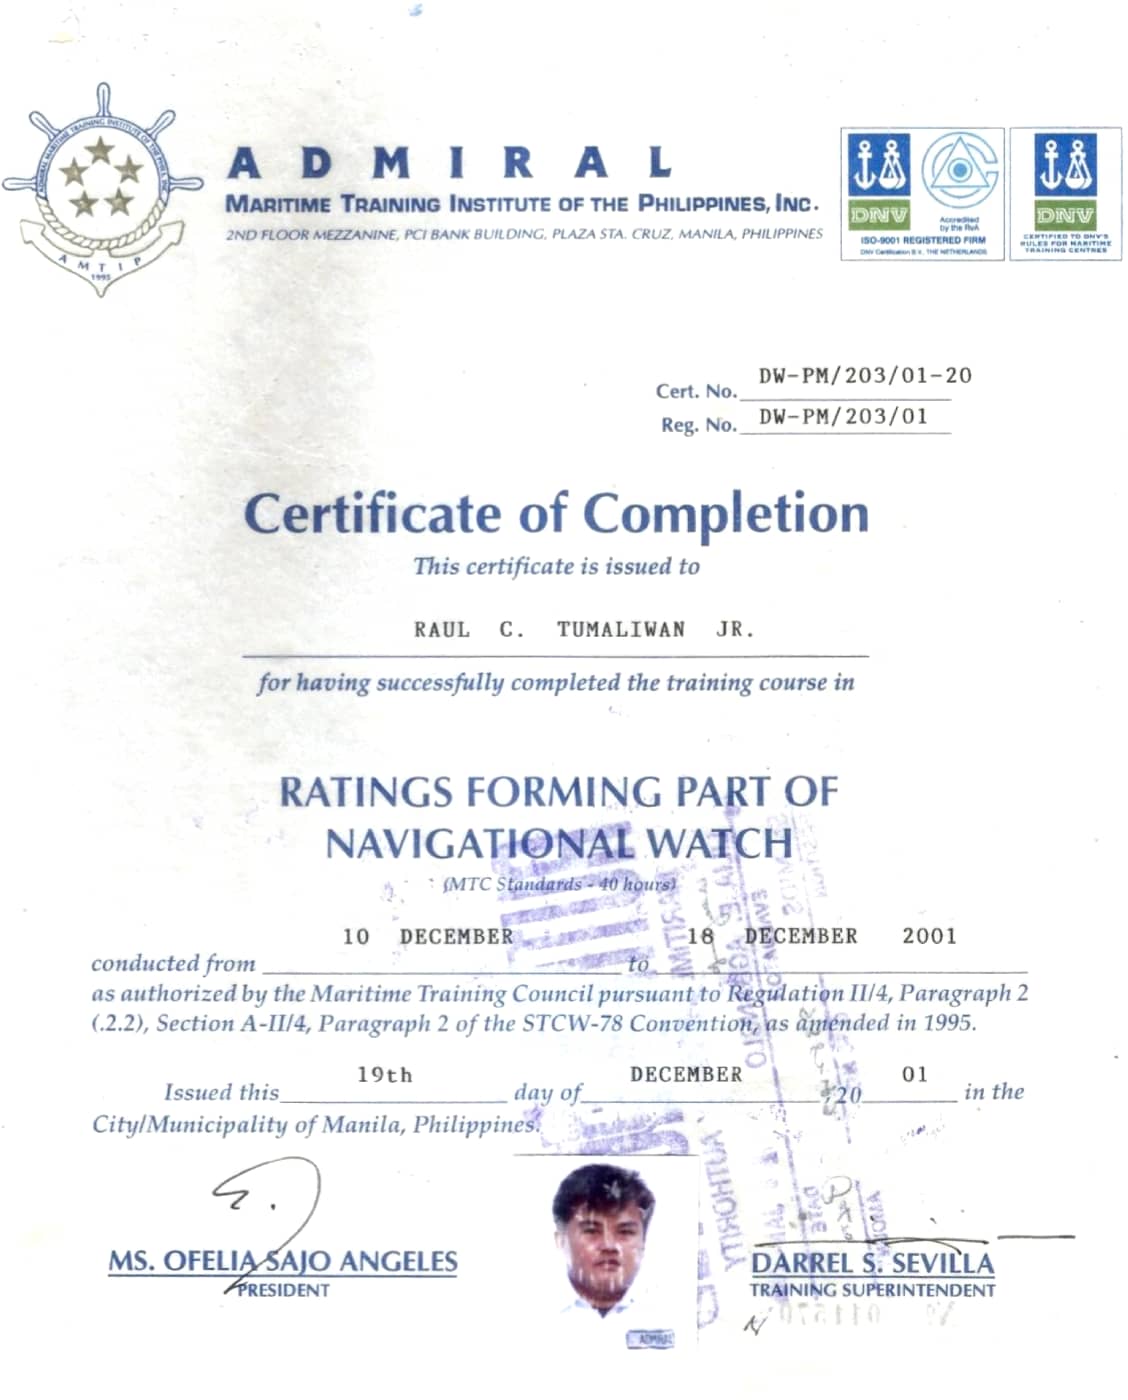 ADMIRAL MARITIME TRAINING INSTITUTE OF THE PHILS. INC.
AMTIP
1995
ADMIRAL
MARITIME TRAINING INSTITUTE OF THE PHILIPPINES, INC.
2ND FLOOR MEZZANINE, PCI BANK BUILDING, PLAZA STA. CRUZ, MANILA, PHILIPPINES
DNV
Accredited
by the RvA
ISO-9001 REGISTERED FIRM
DNV Certification B.V., THE NETHERLANDS
DNV
CERTIFIED TO DNV'S
RULES FOR MARITIME
TRAINING CENTRES
Cert. No. DW-PM/203/01-20
Reg. No. DW-PM/203/01
Certificate of Completion
This certificate is issued to
RAUL C. TUMALIWAN JR.
for having successfully completed the training course in
RATINGS FORMING PART OF
NAVIGATIONAL WATCH
(MTC Standards - 40 hours)
conducted from 10 DECEMBER to 18 DECEMBER 2001
as authorized by the Maritime Training Council pursuant to Regulation II/4, Paragraph 2
(.2.2), Section A-II/4, Paragraph 2 of the STCW-78 Convention, as amended in 1995.
Issued this 19th day of DECEMBER, 20 01 in the
City/Municipality of Manila, Philippines.
MS. OFELIA SAJO ANGELES
PRESIDENT
DARREL S. SEVILLA
TRAINING SUPERINTENDENT
ADMIRAL